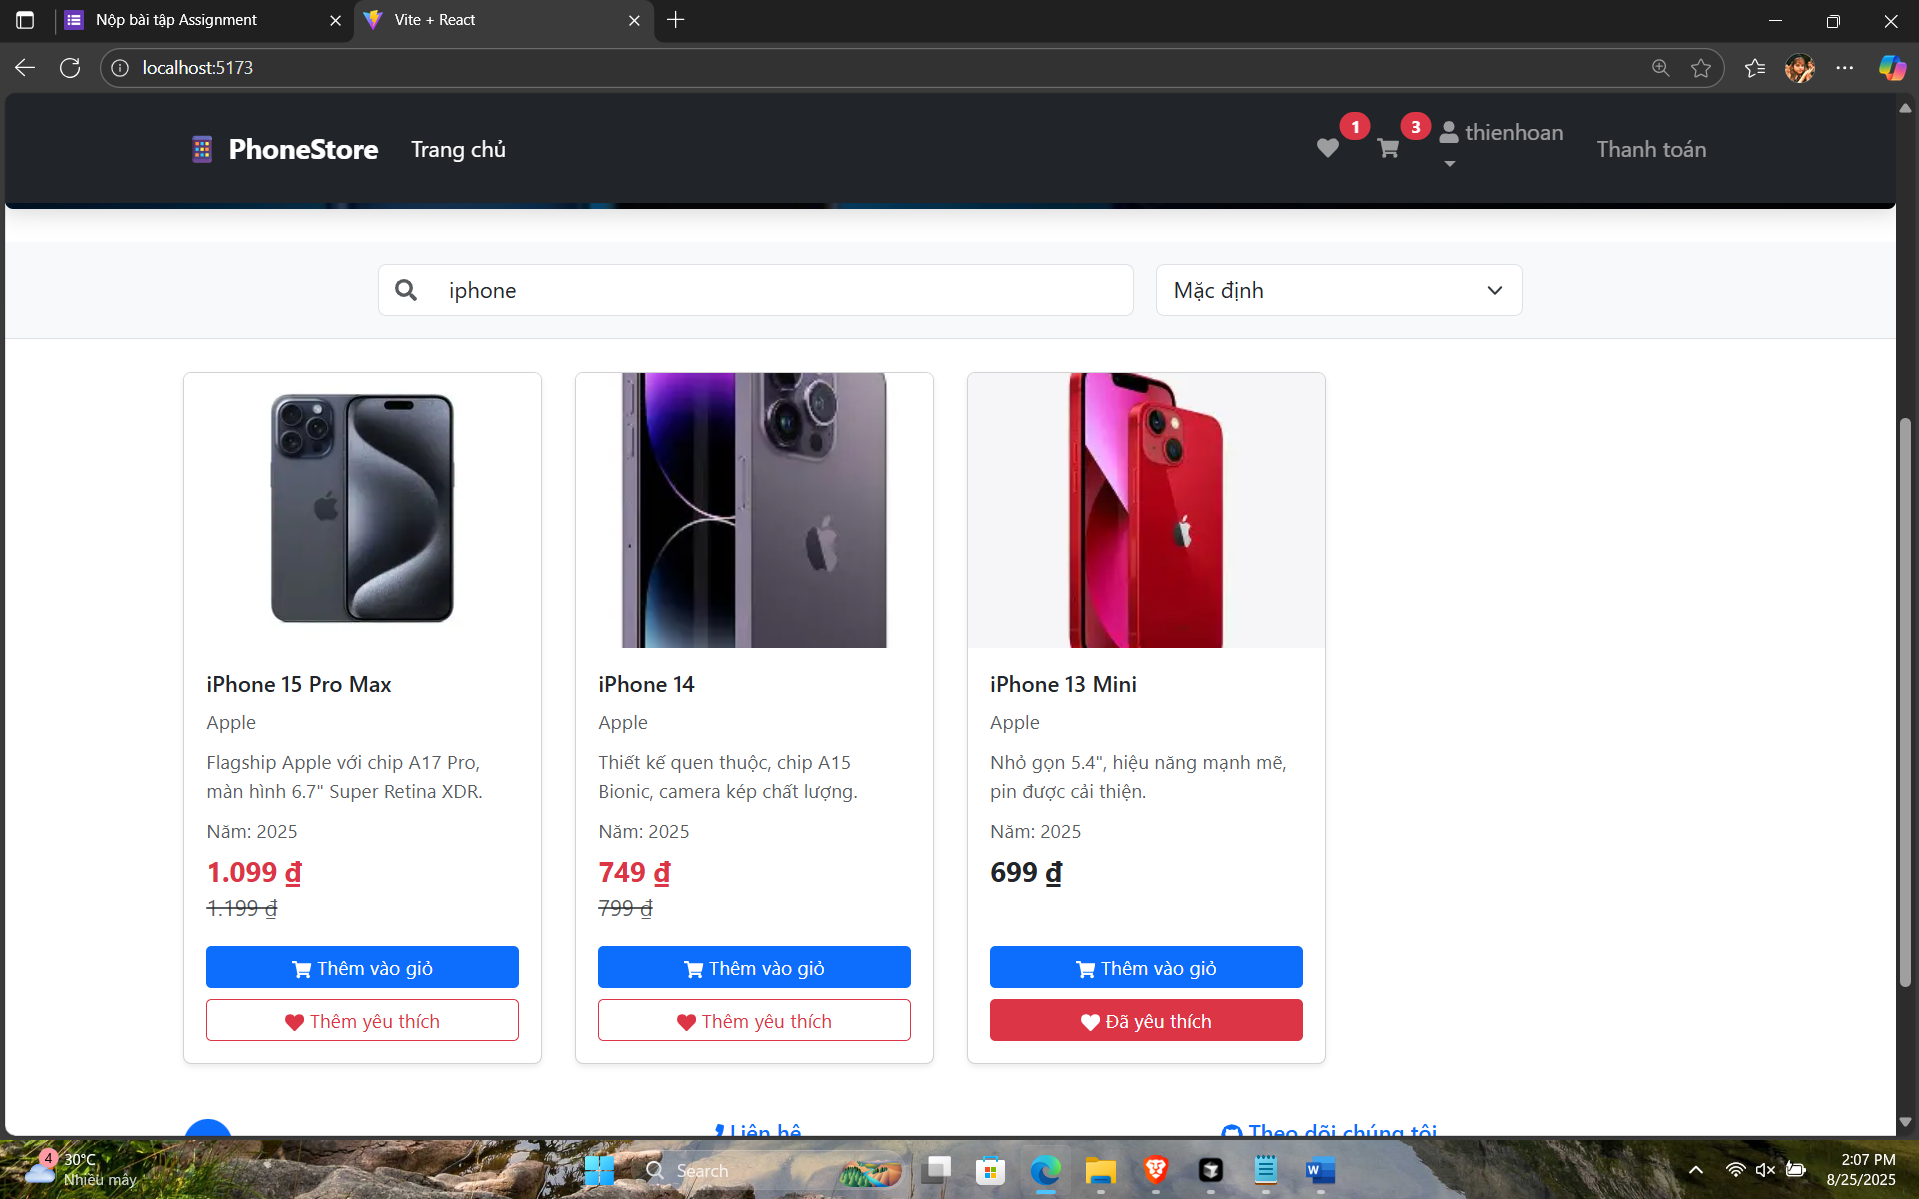 Nộp bài tập Assignment
Vite + React
localhost:5173
PhoneStore
Trang chủ
1
3
thienhoan
Thanh toán
iphone
Mặc định
iPhone 15 Pro Max
Apple
Flagship Apple với chip A17 Pro,
màn hình 6.7" Super Retina XDR.
Năm: 2025
1.099 ₫
1.199 ₫
Thêm vào giỏ
Thêm yêu thích
iPhone 14
Apple
Thiết kế quen thuộc, chip A15
Bionic, camera kép chất lượng.
Năm: 2025
749 ₫
799 ₫
Thêm vào giỏ
Thêm yêu thích
iPhone 13 Mini
Apple
Nhỏ gọn 5.4", hiệu năng mạnh mẽ,
pin được cải thiện.
Năm: 2025
699 ₫
Thêm vào giỏ
Đã yêu thích
Liên hệ
Theo dõi chúng tôi
4
30°C
Nhiều mây
Search
2:07 PM
8/25/2025